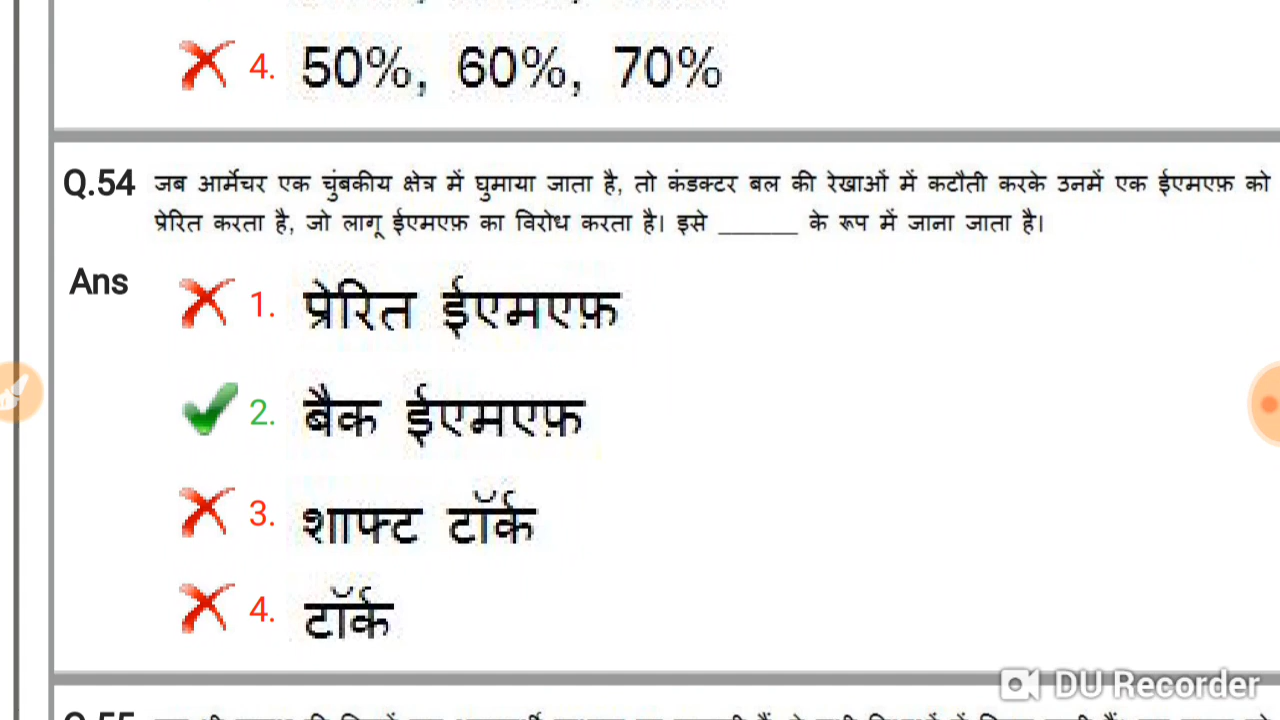 4. 50%, 60%, 70%
Q.54 जब आर्मेचर एक चुंबकीय क्षेत्र में घुमाया जाता है, तो कंडक्टर बल की रेखाओं में कटौती करके उनमें एक ईएमएफ़ को
प्रेरित करता है, जो लागू ईएमएफ़ का विरोध करता है। इसे ______ के रूप में जाना जाता है।
Ans
1. प्रेरित ईएमएफ़
2. बैक ईएमएफ़
3. शाफ्ट टॉर्क
4. टॉर्क
DU Recorder